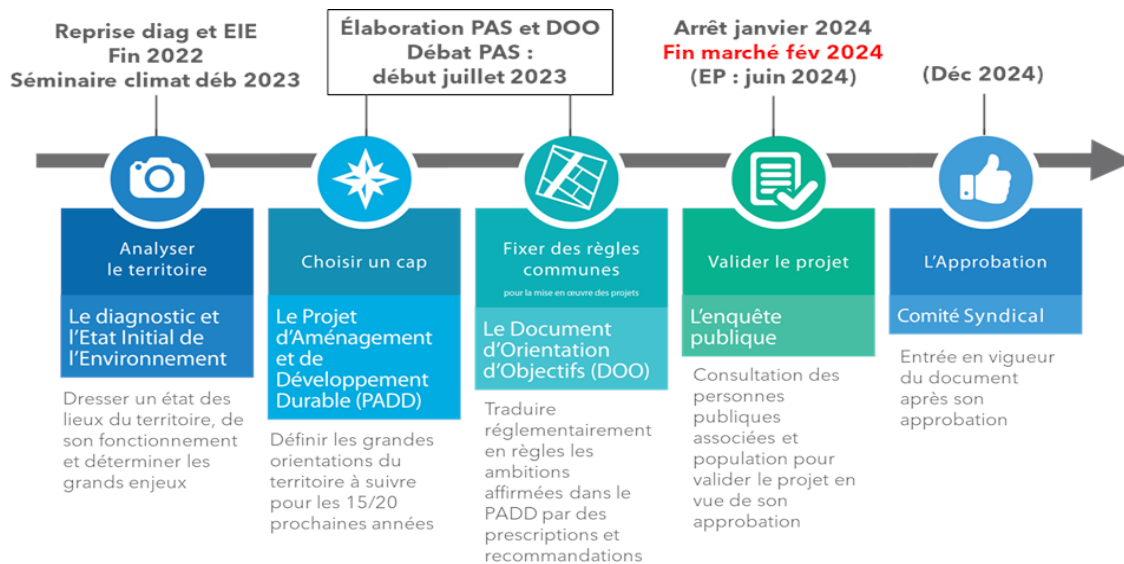 Reprise diag et EIE
Fin 2022
Séminaire climat déb 2023
Élaboration PAS et DOO
Débat PAS :
début juillet 2023
Arrêt janvier 2024
Fin marché fév 2024
(EP : juin 2024)
(Déc 2024)
Analyser
le territoire
Le diagnostic et
l'Etat Initial de
l'Environnement
Dresser un état des
lieux du territoire, de
son fonctionnement
et déterminer les
grands enjeux
Choisir un cap
Le Projet
d'Aménagement
et de
Développement
Durable (PADD)
Définir les grandes
orientations du
territoire à suivre
pour les 15/20
prochaines années
Fixer des règles
communes
pour la mise en œuvre des projets
Le Document
d'Orientation
d'Objectifs (DOO)
Traduire
réglementairement
en règles les
ambitions
affirmées dans le
PADD par des
prescriptions et
recommandations
Valider le projet
L'enquête
publique
Consultation des
personnes
publiques
associées et
population pour
valider le projet en
vue de son
approbation
L'Approbation
Comité Syndical
Entrée en vigueur
du document
après son
approbation